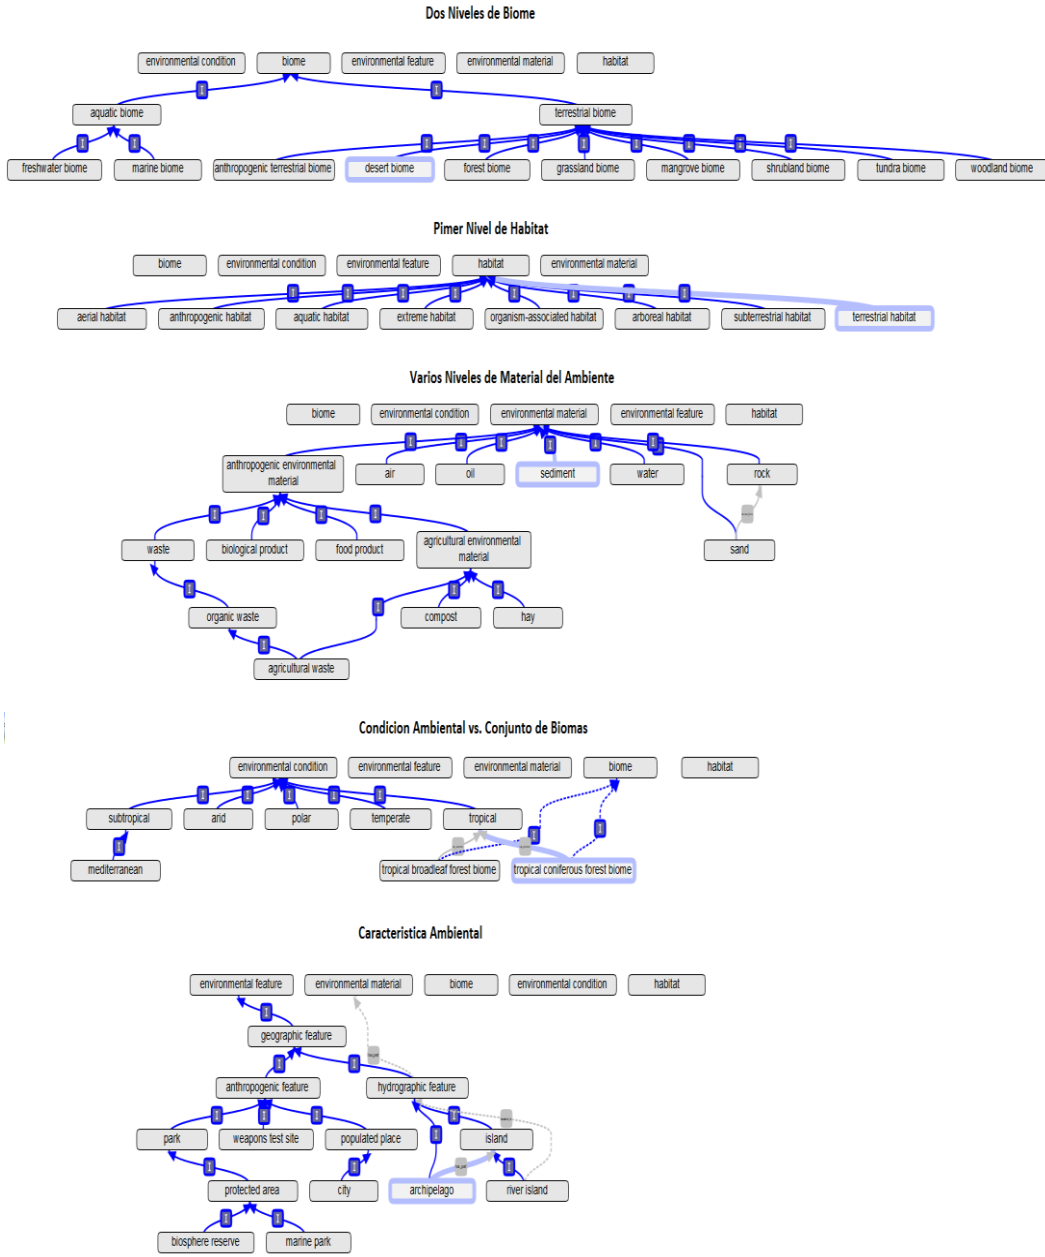 Dos Niveles de Biome
environmental condition biome environmental feature environmental material habitat
I I
aquatic biome terrestrial biome
I I I I I I I I I I
freshwater biome marine biome anthropogenic terrestrial biome desert biome forest biome grassland biome mangrove biome shrubland biome tundra biome woodland biome
Pimer Nivel de Habitat
biome environmental condition environmental feature habitat environmental material
I I I I I I I
aerial habitat anthropogenic habitat aquatic habitat extreme habitat organism-associated habitat arboreal habitat subterrestrial habitat terrestrial habitat
Varios Niveles de Material del Ambiente
biome environmental condition environmental material environmental feature habitat
I I I I I I
anthropogenic environmental
material
air oil sediment water rock
I I I I
waste biological product food product
agricultural environmental
material
sand
I I I I
organic waste compost hay
I
agricultural waste
Condicion Ambiental vs. Conjunto de Biomas
environmental condition environmental feature environmental material biome habitat
I I I I I
subtropical arid polar temperate tropical
I I I
mediterranean tropical broadleaf forest biome tropical coniferous forest biome
Caracteristica Ambiental
environmental feature environmental material biome environmental condition habitat
I
geographic feature
I I
anthropogenic feature hydrographic feature
I I I I I
park weapons test site populated place island
I I I
protected area city archipelago river island
I I
biosphere reserve marine park